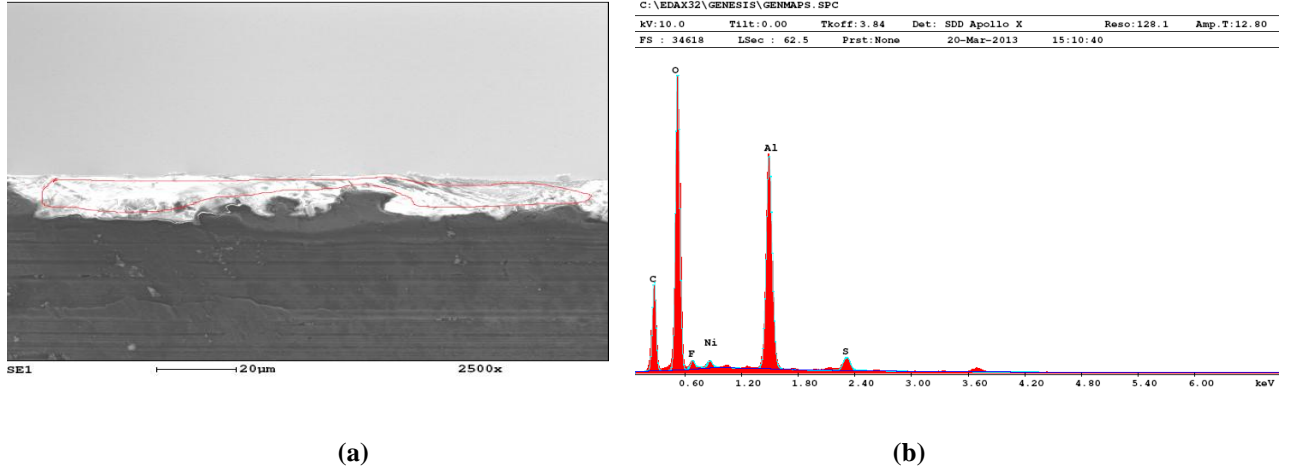 C:\EDAX32\GENESIS\GENMAPS.SPC
kV:10.0 Tilt:0.00 Tkoff:3.84 Det: SDD Apollo X Reso:128.1 Amp.T:12.80
FS : 34618 LSec : 62.5 Prst:None 20-Mar-2013 15:10:40
O
Al
C
F
Ni
S
0.60 1.20 1.80 2.40 3.00 3.60 4.20 4.80 5.40 6.00 keV
SE1 20μm 2500x
(a) (b)